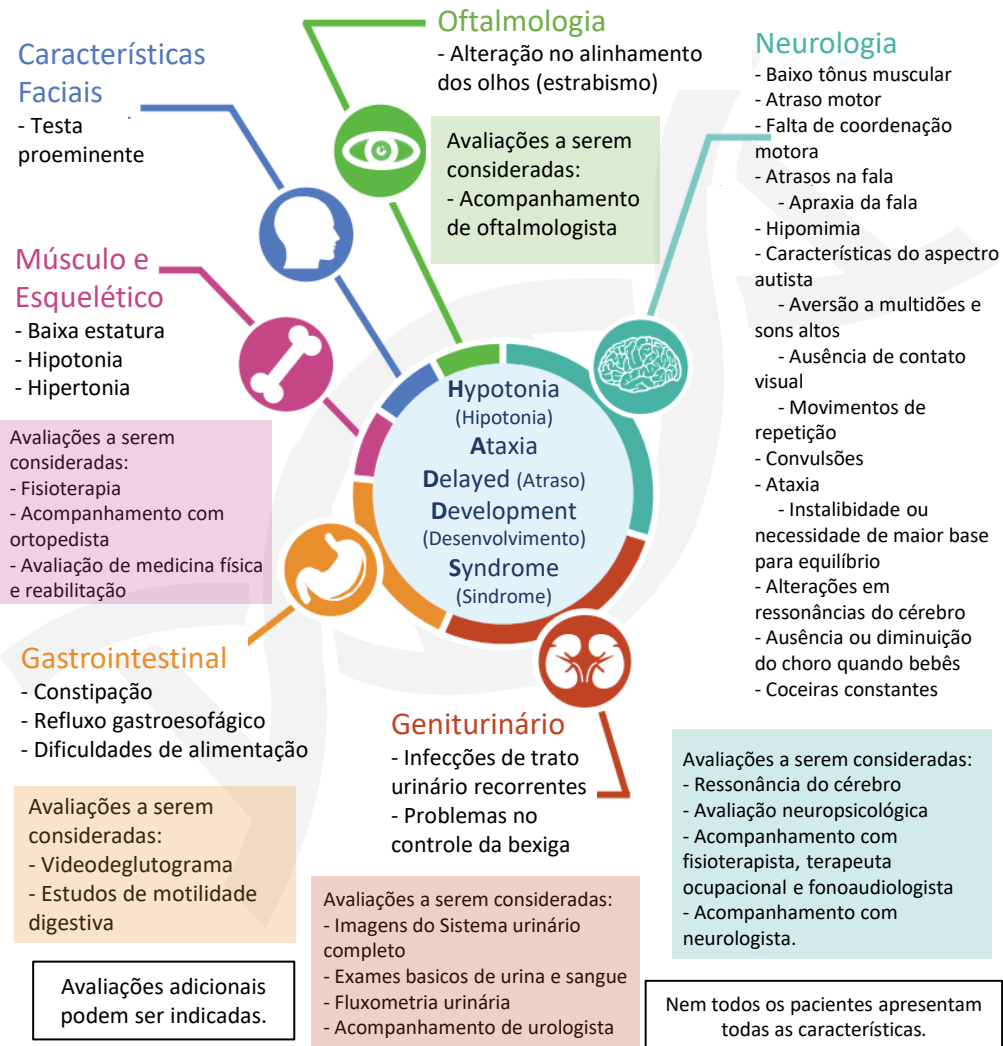 Características
Faciais
- Testa
proeminente
Oftalmologia
- Alteração no alinhamento
dos olhos (estrabismo)
Avaliações a serem
consideradas:
- Acompanhamento
de oftalmologista
Neurologia
- Baixo tônus muscular
- Atraso motor
- Falta de coordenação
motora
- Atrasos na fala
- Apraxia da fala
- Hipomimia
- Características do aspectro
autista
- Aversão a multidões e
sons altos
- Ausência de contato
visual
- Movimentos de
repetição
- Convulsões
- Ataxia
- Instalibidade ou
necessidade de maior base
para equilíbrio
- Alterações em
ressonâncias do cérebro
- Ausência ou diminuição
do choro quando bebês
- Coceiras constantes
Avaliações a serem consideradas:
- Ressonância do cérebro
- Avaliação neuropsicológica
- Acompanhamento com
fisioterapista, terapeuta
ocupacional e fonoaudiologista
- Acompanhamento com
neurologista.
Músculo e
Esquelético
- Baixa estatura
- Hipotonia
- Hipertonia
Avaliações a serem
consideradas:
- Fisioterapia
- Acompanhamento com
ortopedista
- Avaliação de medicina física
e reabilitação
Hypotonia
(Hipotonia)
Ataxia
Delayed (Atraso)
Development
(Desenvolvimento)
Syndrome
(Sindrome)
Gastrointestinal
- Constipação
- Refluxo gastroesofágico
- Dificuldades de alimentação
Avaliações a serem
consideradas:
- Videodeglutograma
- Estudos de motilidade
digestiva
Geniturinário
- Infecções de trato
urinário recorrentes
- Problemas no
controle da bexiga
Avaliações a serem consideradas:
- Imagens do Sistema urinário
completo
- Exames basicos de urina e sangue
- Fluxometria urinária
- Acompanhamento de urologista
Avaliações adicionais
podem ser indicadas.
Nem todos os pacientes apresentam
todas as características.